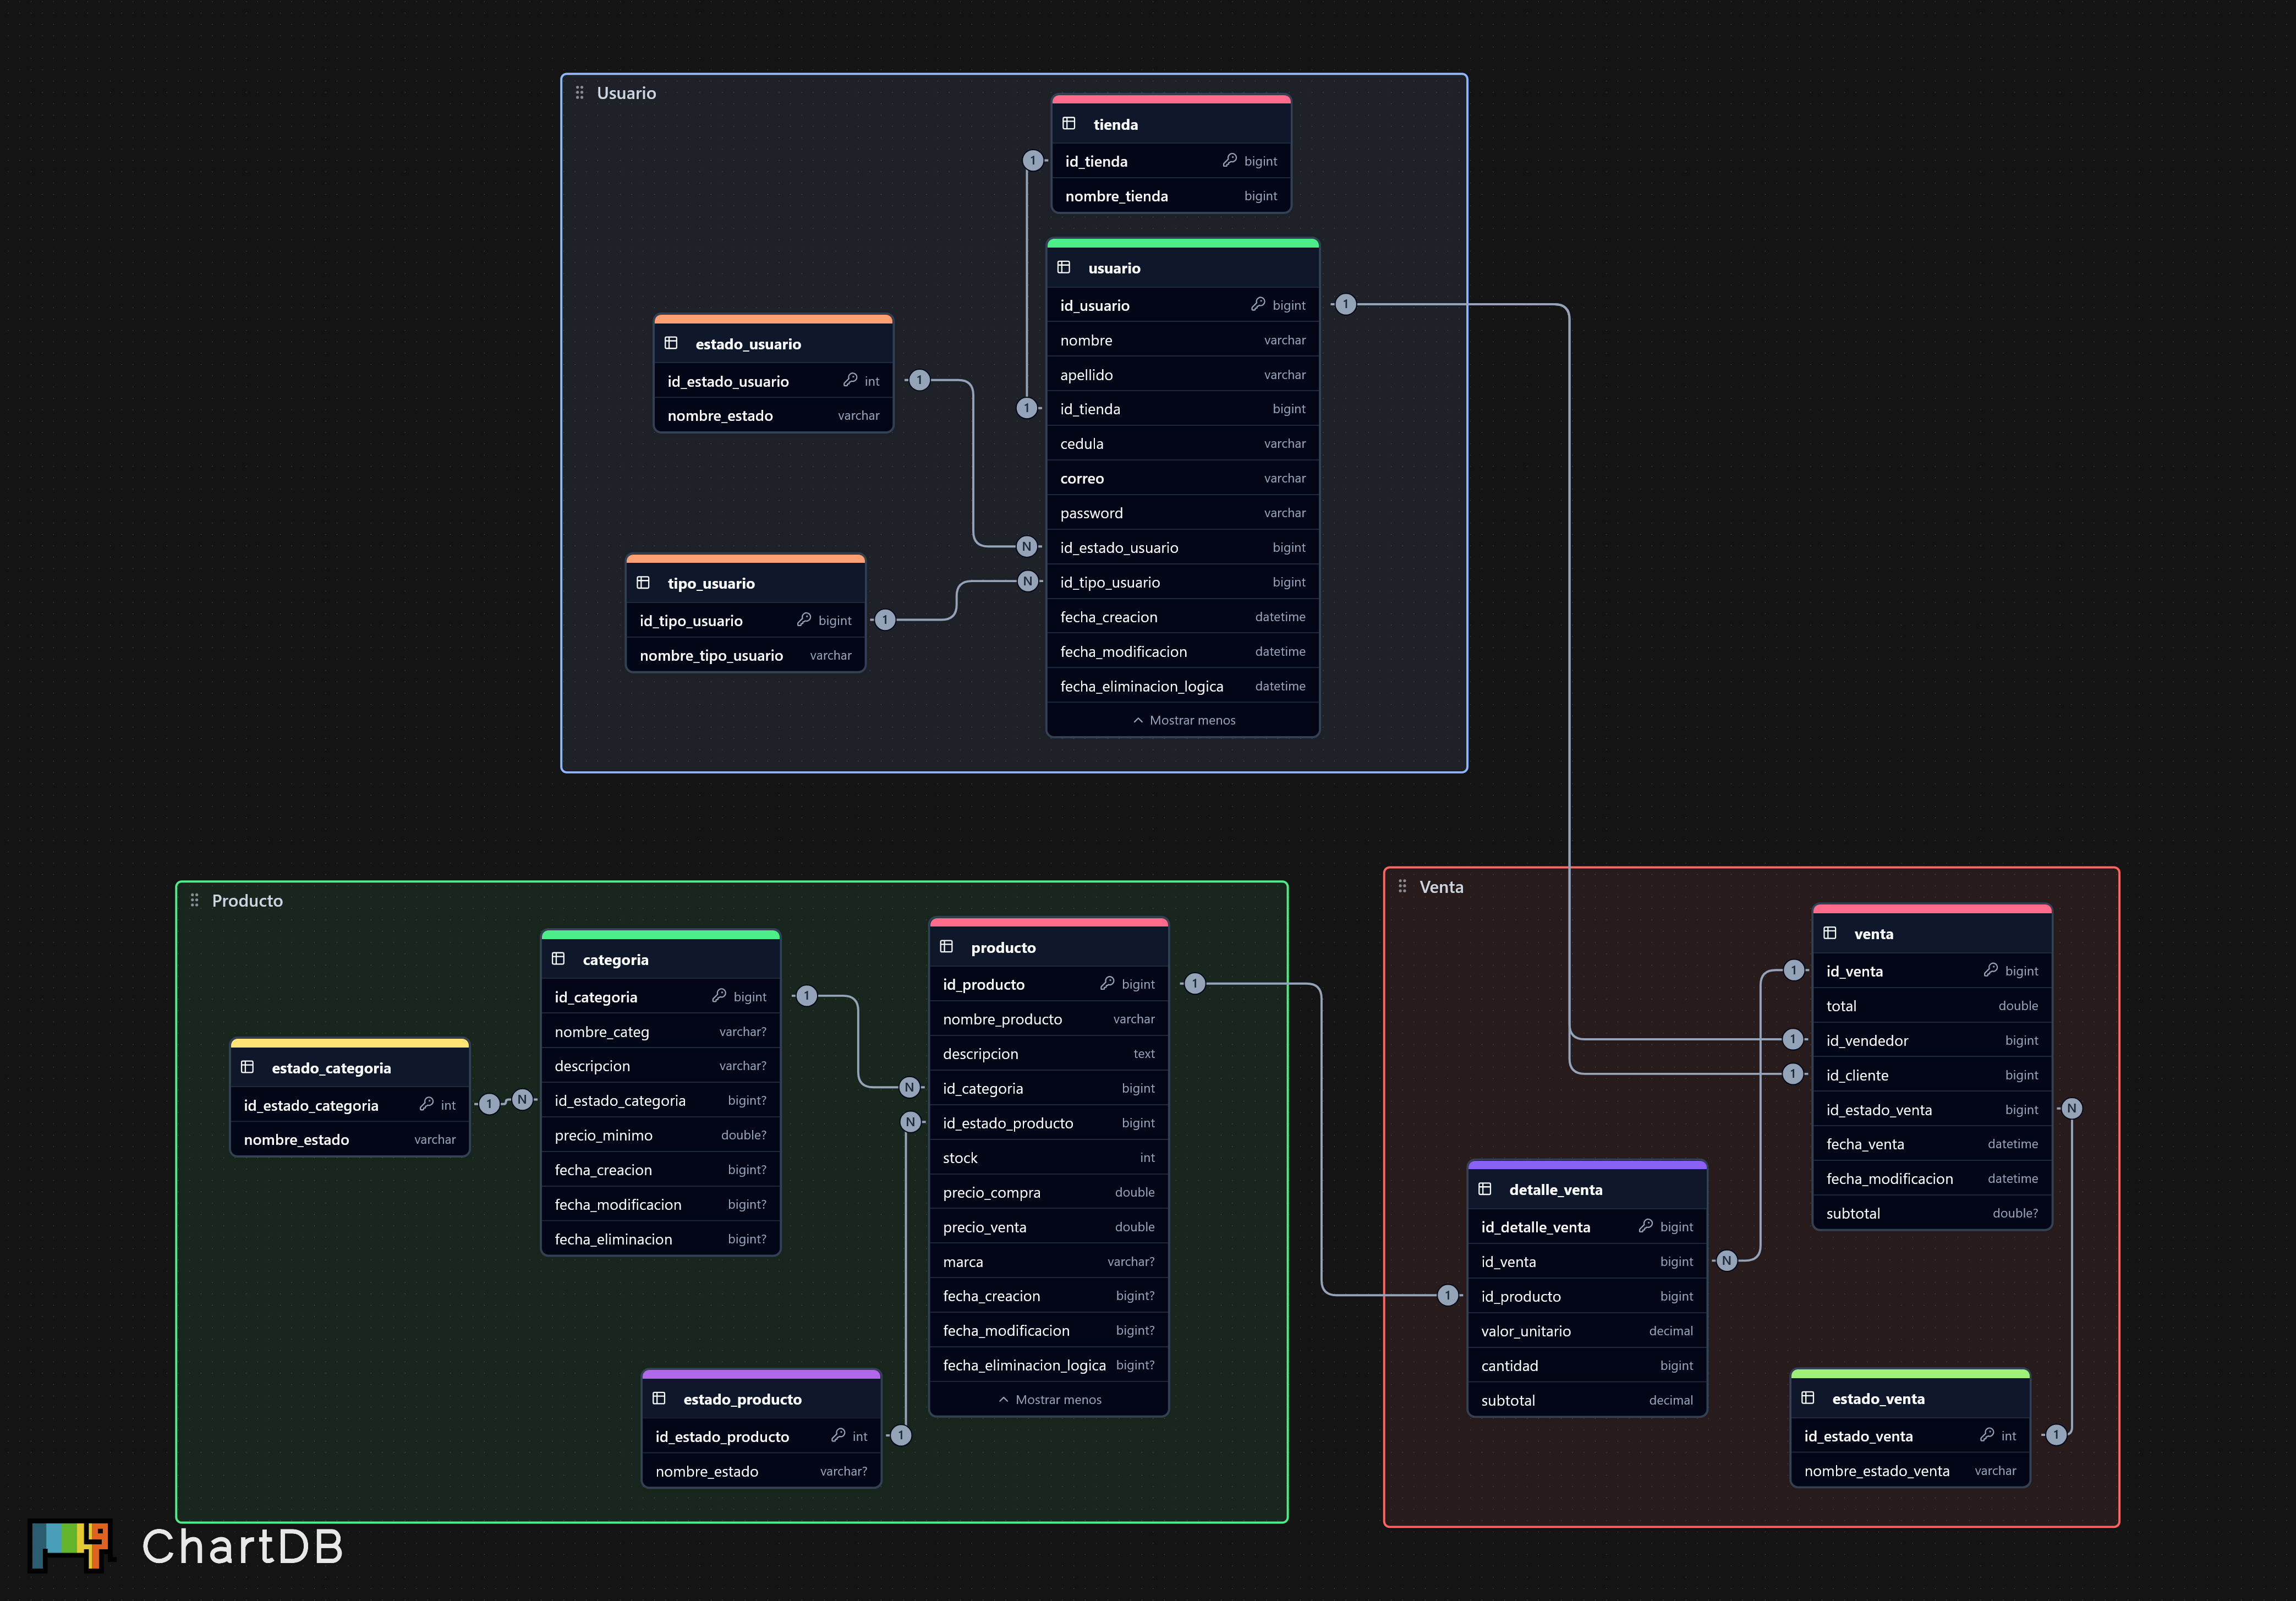 Usuario
tienda
id_tienda bigint
nombre_tienda bigint
usuario
id_usuario bigint
nombre varchar
apellido varchar
id_tienda bigint
cedula varchar
correo varchar
password varchar
id_estado_usuario bigint
id_tipo_usuario bigint
fecha_creacion datetime
fecha_modificacion datetime
fecha_eliminacion_logica datetime
Mostrar menos
estado_usuario
id_estado_usuario int
nombre_estado varchar
tipo_usuario
id_tipo_usuario bigint
nombre_tipo_usuario varchar
1
1
1
N
N
1
1
Producto
estado_categoria
id_estado_categoria int
nombre_estado varchar
1
N
categoria
id_categoria bigint
nombre_categ varchar?
descripcion varchar?
id_estado_categoria bigint?
precio_minimo double?
fecha_creacion bigint?
fecha_modificacion bigint?
fecha_eliminacion bigint?
1
N
N
1
producto
id_producto bigint
nombre_producto varchar
descripcion text
id_categoria bigint
id_estado_producto bigint
stock int
precio_compra double
precio_venta double
marca varchar?
fecha_creacion bigint?
fecha_modificacion bigint?
fecha_eliminacion_logica bigint?
Mostrar menos
estado_producto
id_estado_producto int
nombre_estado varchar?
1
1
Venta
venta
id_venta bigint
total double
id_vendedor bigint
id_cliente bigint
id_estado_venta bigint
fecha_venta datetime
fecha_modificacion datetime
subtotal double?
1
1
1
N
detalle_venta
id_detalle_venta bigint
id_venta bigint
id_producto bigint
valor_unitario decimal
cantidad bigint
subtotal decimal
N
estado_venta
id_estado_venta int
nombre_estado_venta varchar
1
ChartDB